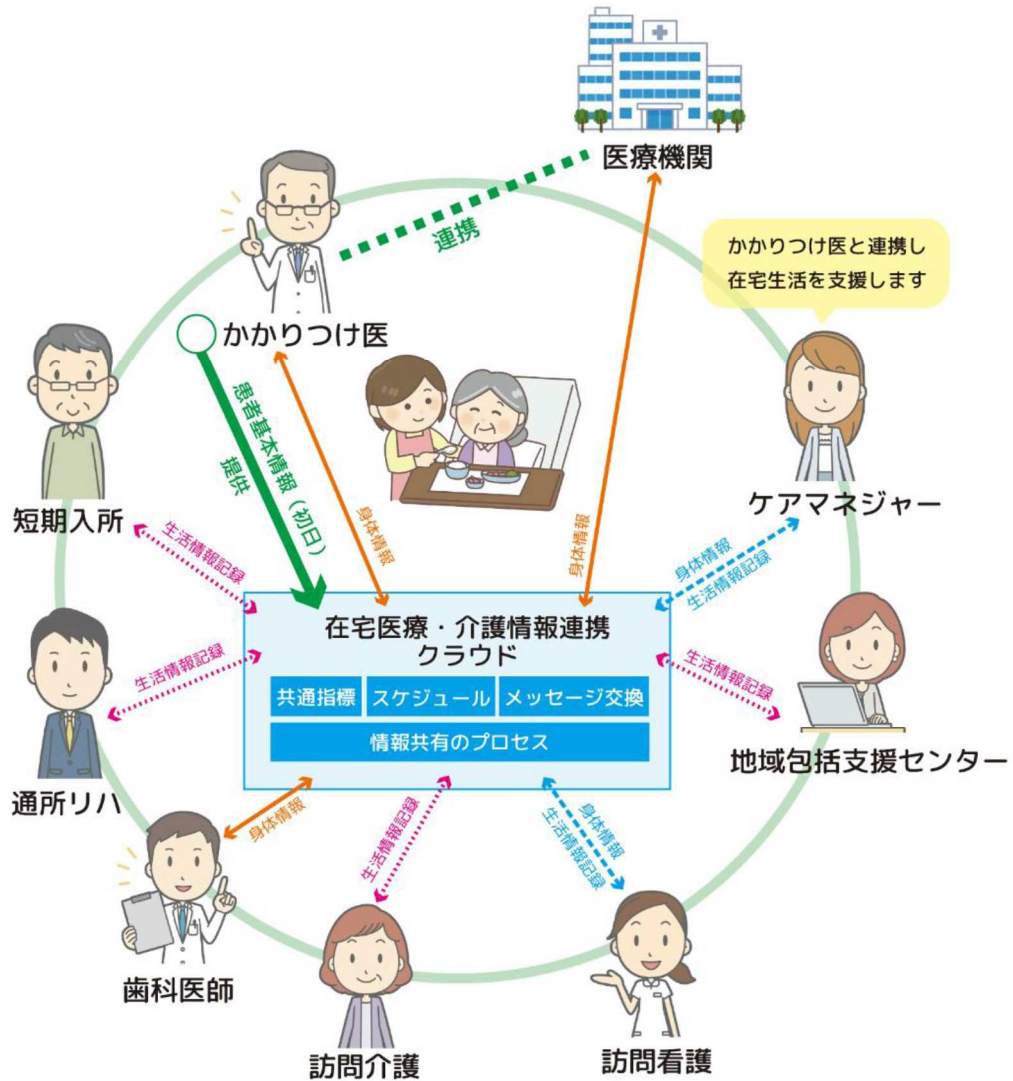 医療機関
連携
かかりつけ医と連携し
在宅生活を支援します
かかりつけ医
患者基本情報（初日）
提供
身体情報
身体情報
短期入所
生活情報記録
ケアマネジャー
身体情報
生活情報記録
在宅医療・介護情報連携
クラウド
共通指標
スケジュール
メッセージ交換
情報共有のプロセス
生活情報記録
通所リハ
生活情報記録
地域包括支援センター
身体情報
歯科医師
生活情報記録
訪問介護
身体情報
生活情報記録
訪問看護